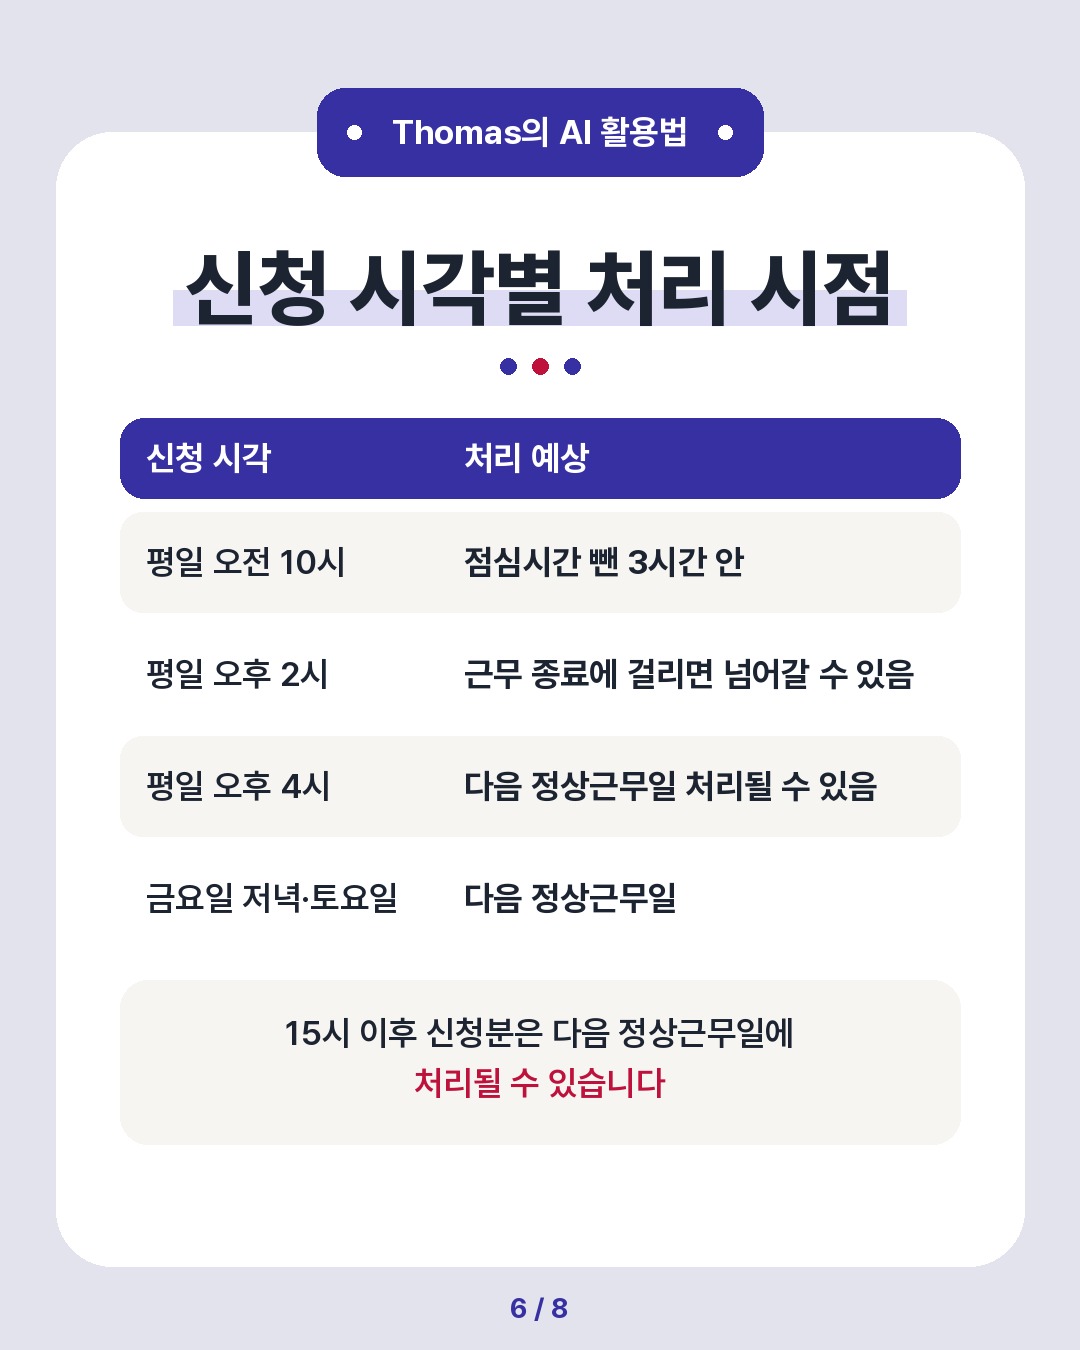 Thomas의 AI 활용법
신청 시각별 처리 시점
신청 시각 처리 예상
평일 오전 10시 점심시간 뺀 3시간 안
평일 오후 2시 근무 종료에 걸리면 넘어갈 수 있음
평일 오후 4시 다음 정상근무일 처리될 수 있음
금요일 저녁·토요일 다음 정상근무일
15시 이후 신청분은 다음 정상근무일에
처리될 수 있습니다
6 / 8